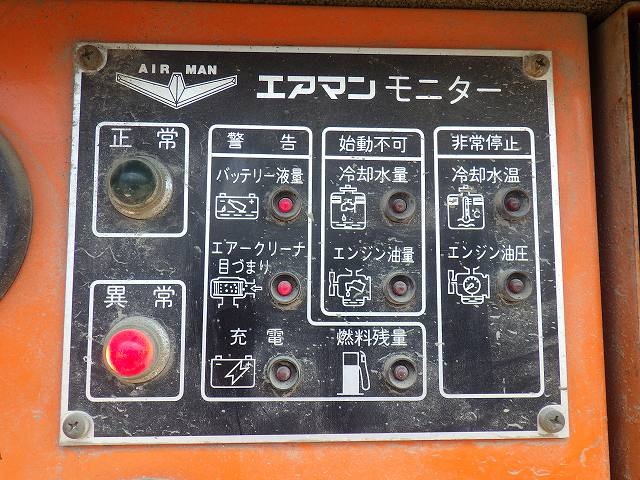 AIR MAN
エアマン モニター
正常
警告
始動不可
非常停止
バッテリー液量
冷却水量
冷却水温
°C
エアークリーナ
目づまり
エンジン油量
エンジン油圧
異常
充電
燃料残量